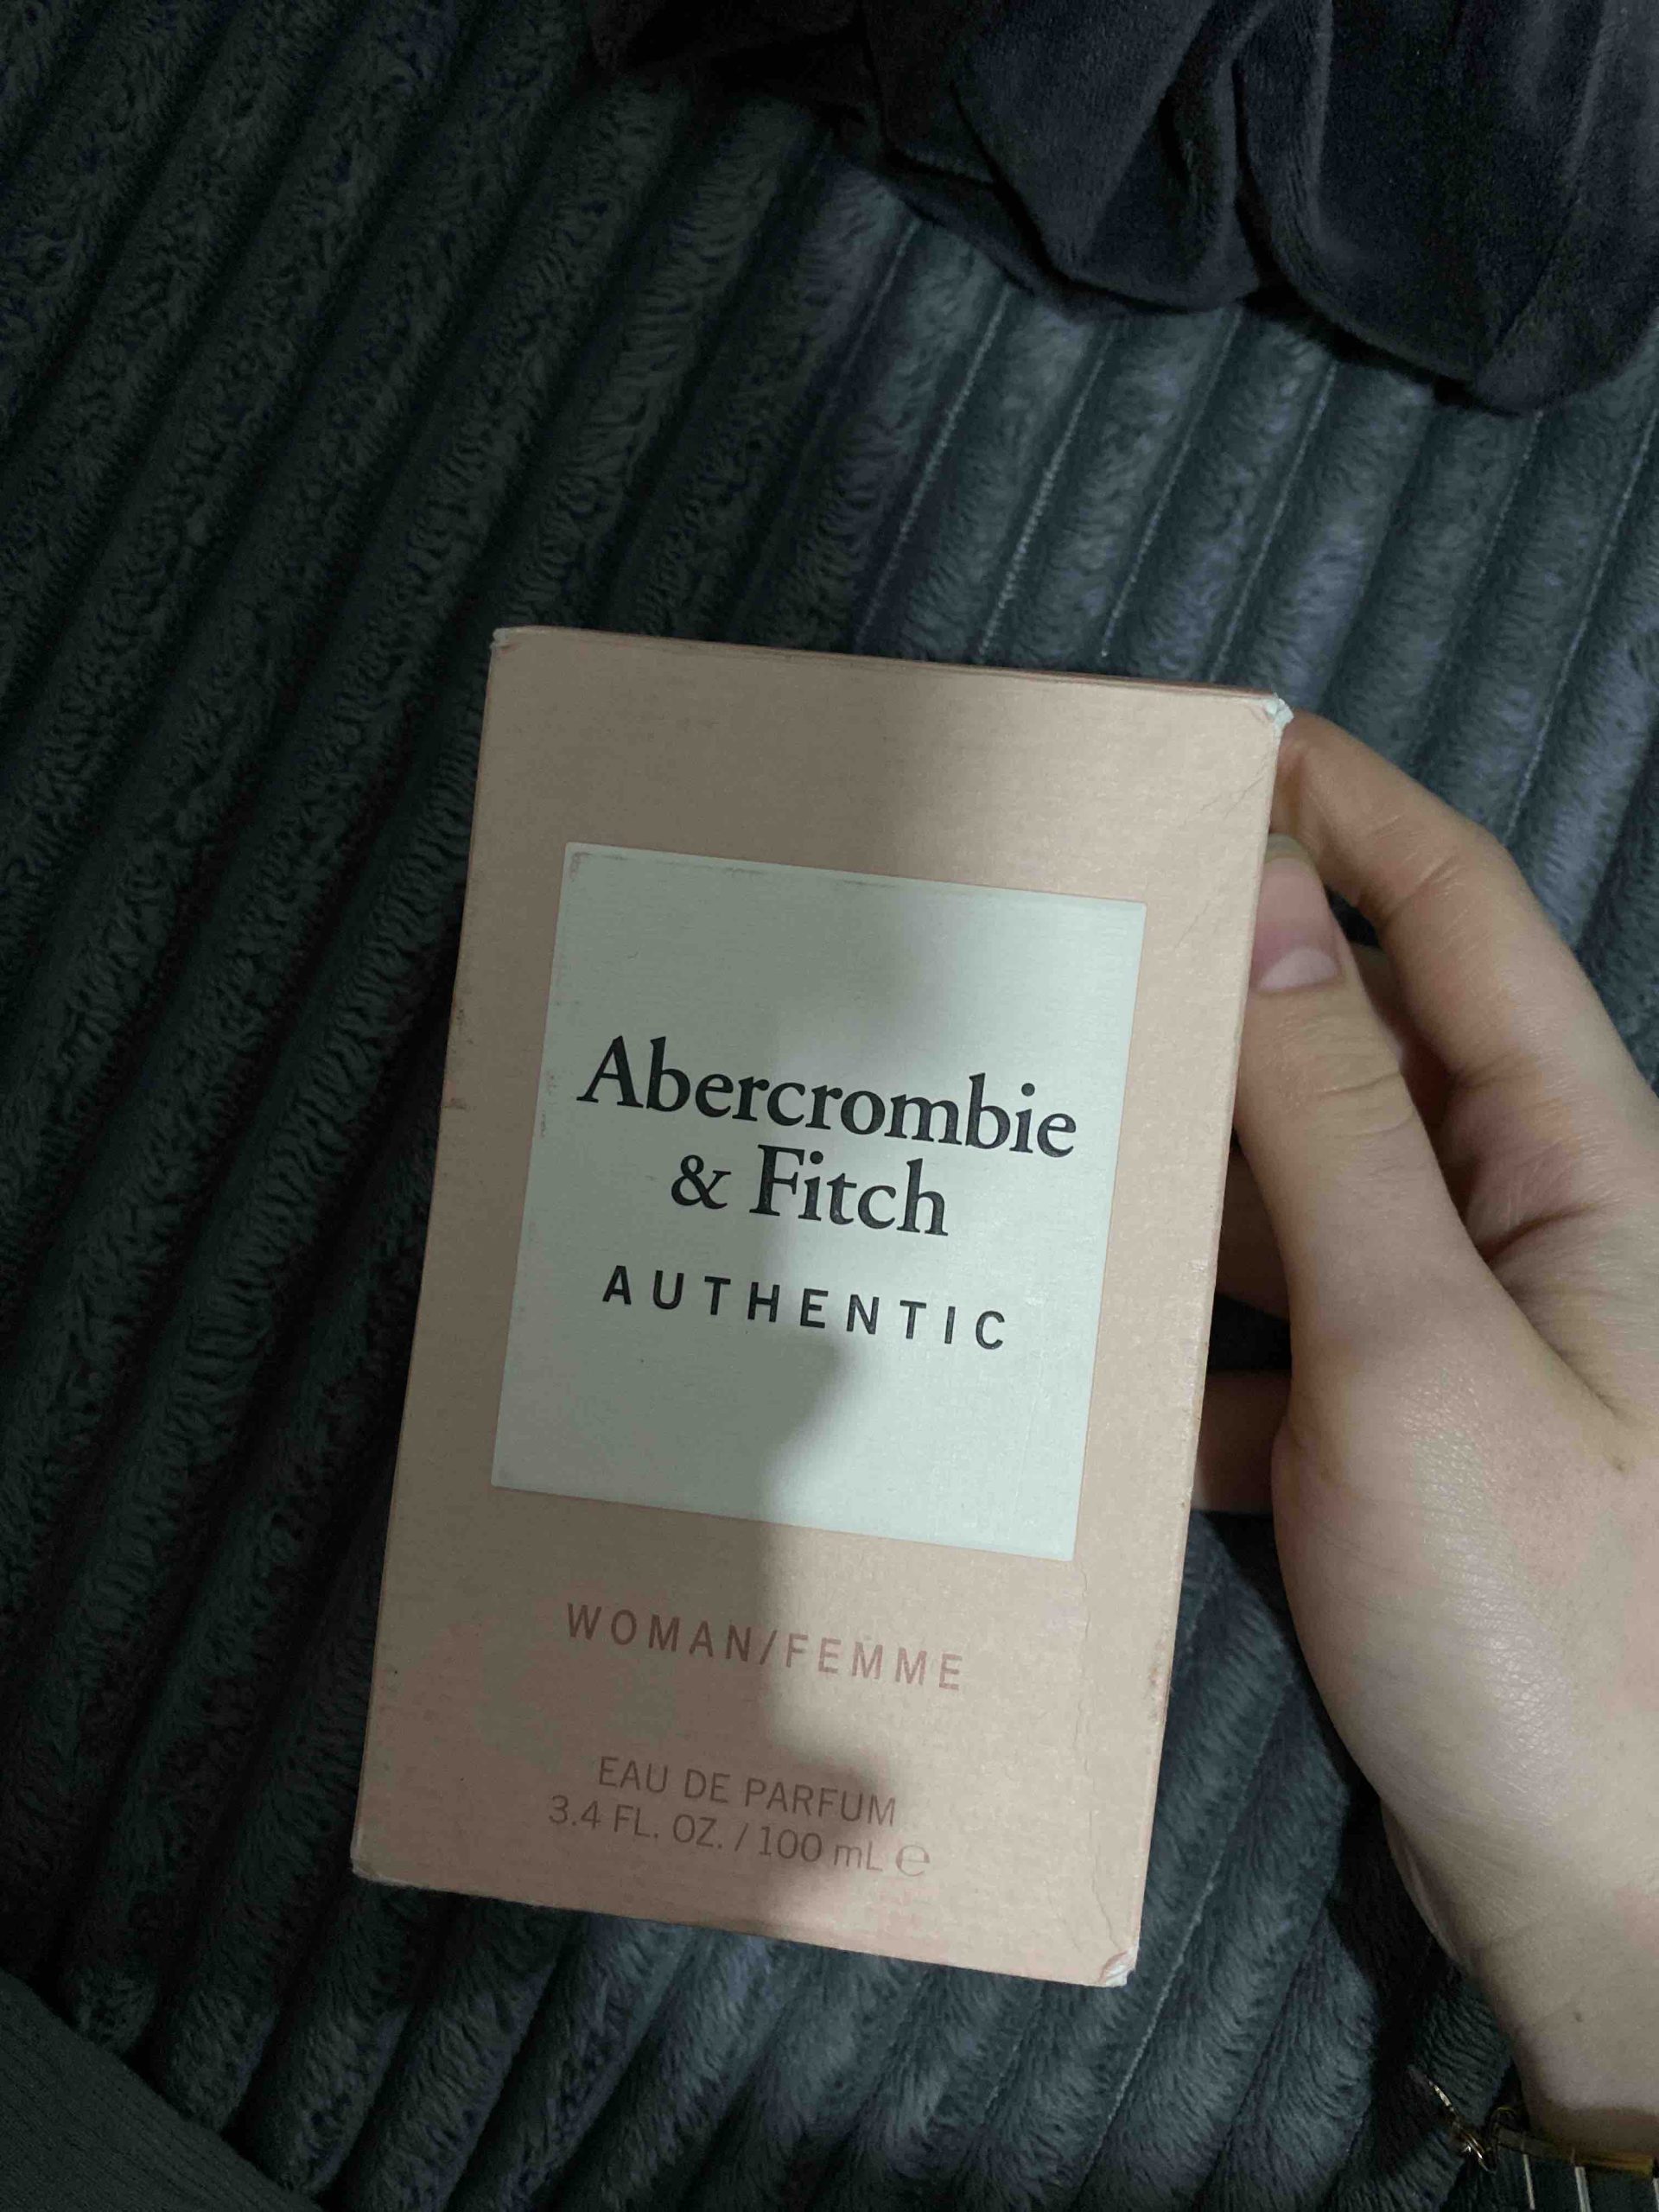 Abercrombie
& Fitch
AUTHENTIC
WOMAN/FEMME
EAU DE PARFUM
3.4 FL. OZ. / 100 mL ℮